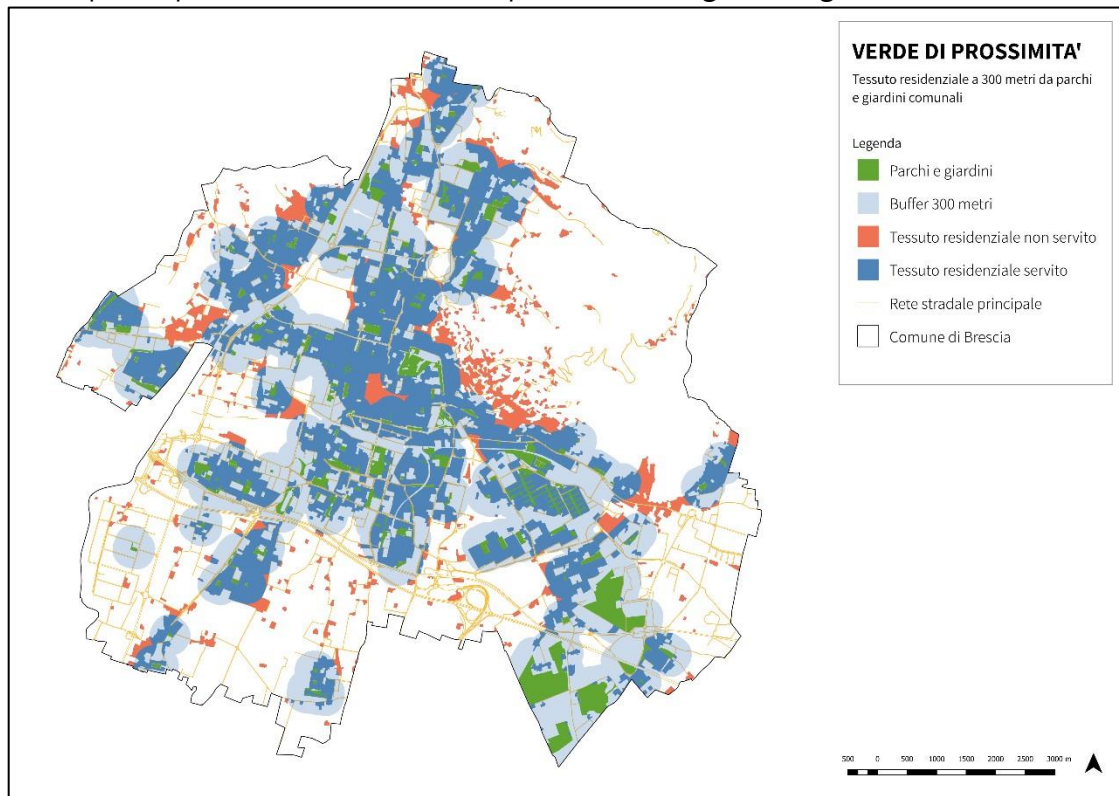 VERDE DI PROSSIMITA'
Tessuto residenziale a 300 metri da parchi
e giardini comunali
Legenda
Parchi e giardini
Buffer 300 metri
Tessuto residenziale non servito
Tessuto residenziale servito
Rete stradale principale
Comune di Brescia
500 0 500 1000 1500 2000 2500 3000 m